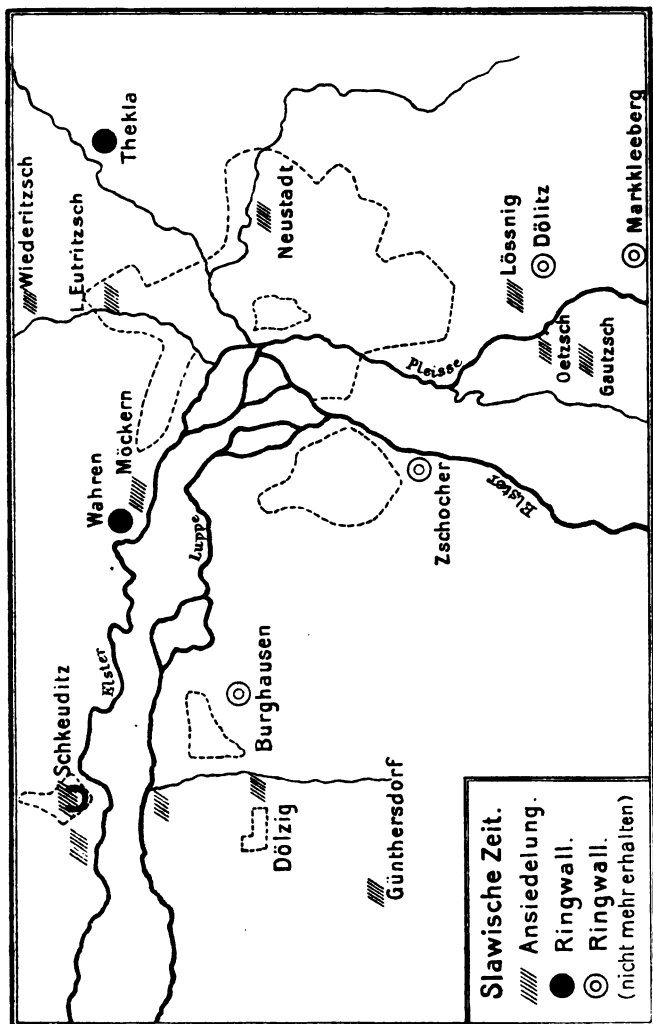 Wiederitzsch
L. Eutritzsch
Thekla
Neustadt
Lössnig
Dölitz
Markkleeberg
Oetzsch
Gautzsch
Pleisse
Möckern
Wahren
Zschocher
Elster
Luppe
Elster
Schkeuditz
Burghausen
Dölzig
Günthersdorf
Slawische Zeit.
Ansiedelung.
Ringwall.
Ringwall.
(nicht mehr erhalten)